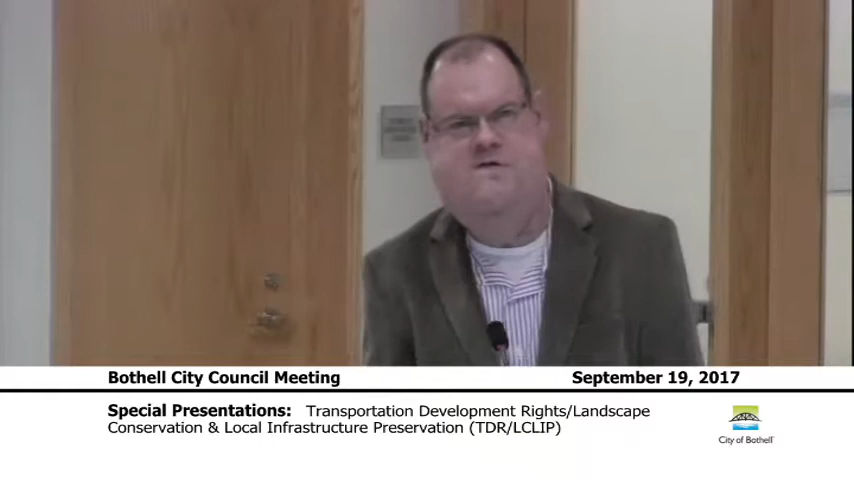 Bothell City Council Meeting
September 19, 2017
Special Presentations: Transportation Development Rights/Landscape
Conservation & Local Infrastructure Preservation (TDR/LCLIP)
City of Bothell